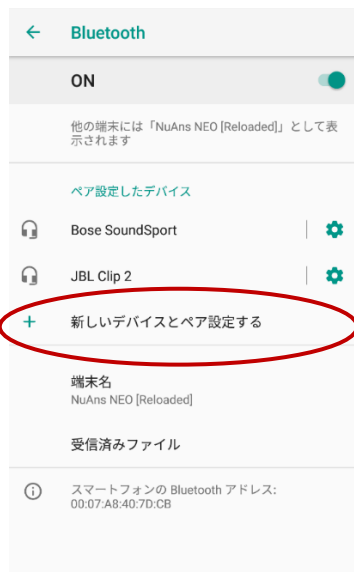 Bluetooth
ON
他の端末には「NuAns NEO [Reloaded]」として表
示されます
ペア設定したデバイス
Bose SoundSport
JBL Clip 2
新しいデバイスとペア設定する
端末名
NuAns NEO [Reloaded]
受信済みファイル
スマートフォンの Bluetooth アドレス:
00:07:A8:40:7D:CB